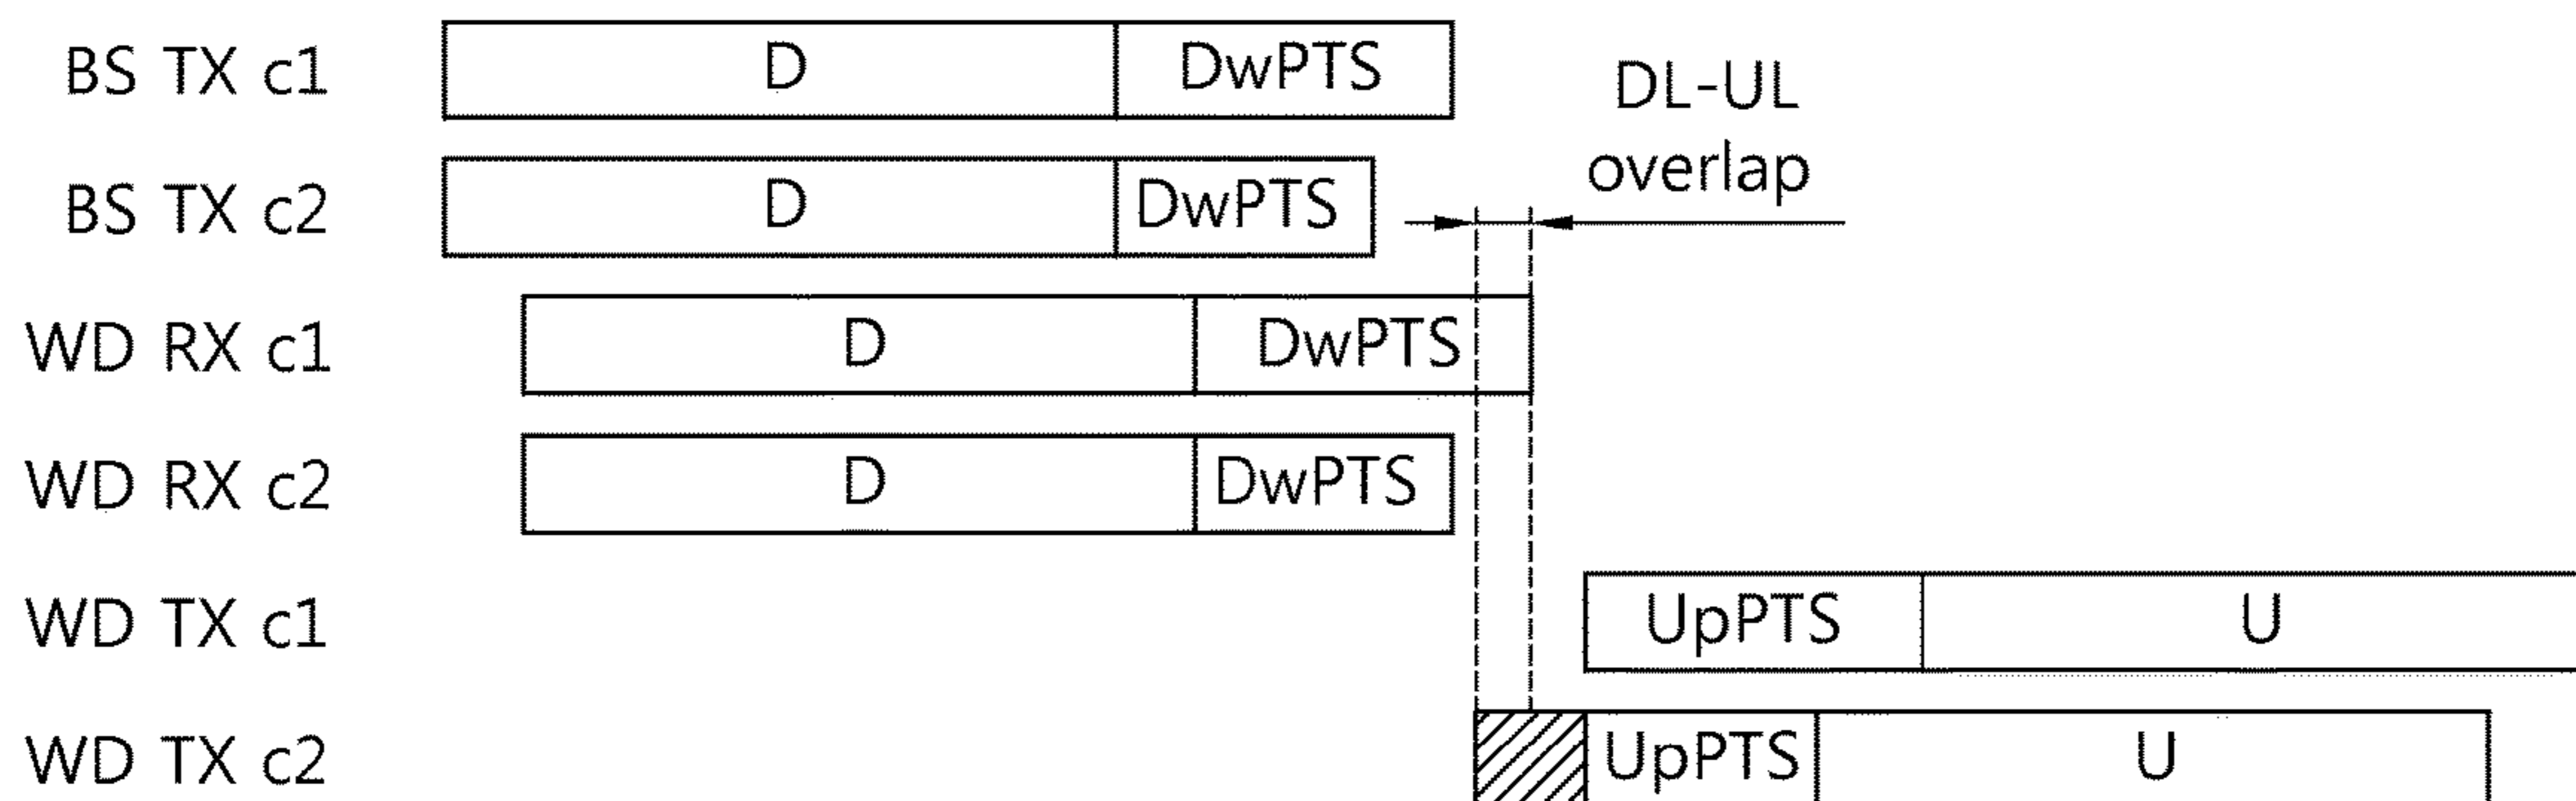 BS TX c1 D DwPTS
DL-UL
overlap
BS TX c2 D DwPTS
WD RX c1 D DwPTS
WD RX c2 D DwPTS
WD TX c1 UpPTS U
WD TX c2 UpPTS U